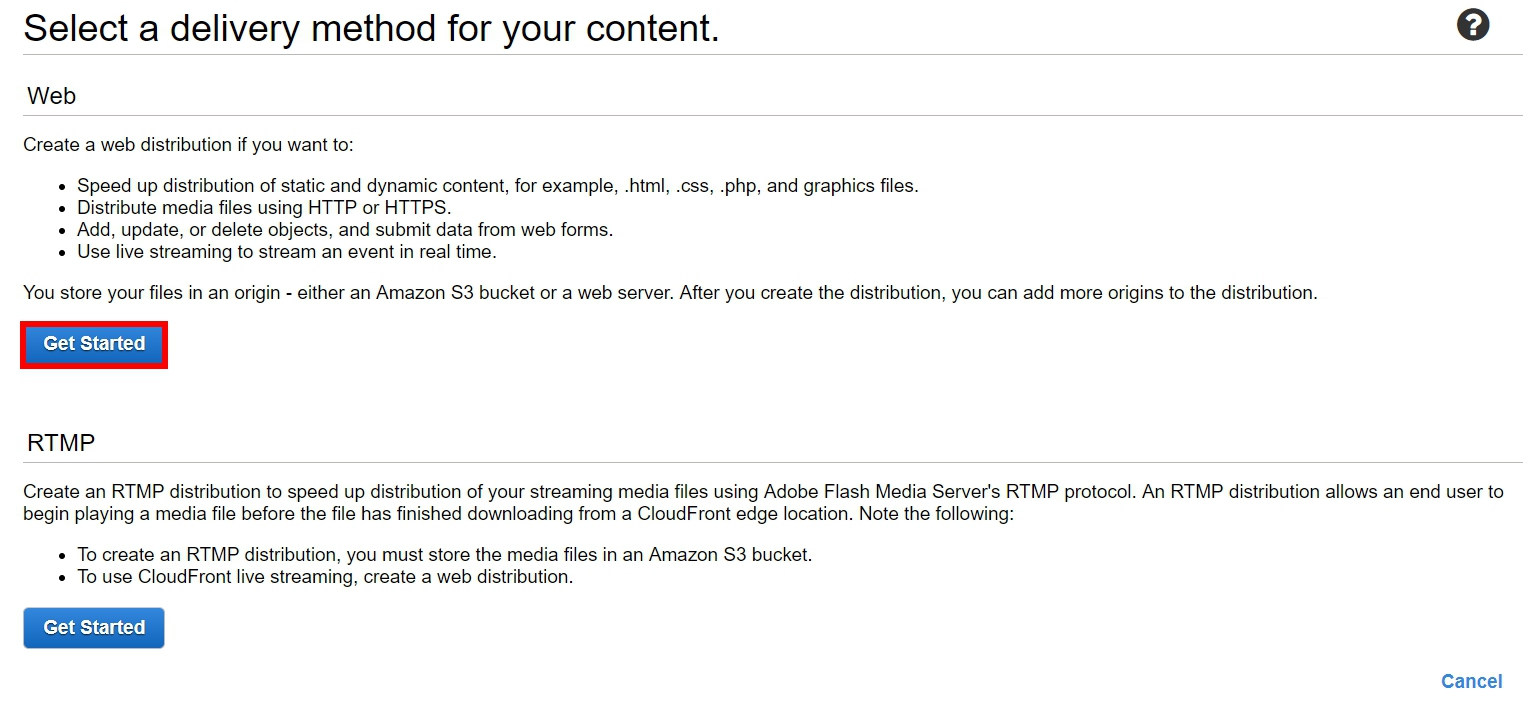 Select a delivery method for your content.
?
Web
Create a web distribution if you want to:
• Speed up distribution of static and dynamic content, for example, .html, .css, .php, and graphics files.
• Distribute media files using HTTP or HTTPS.
• Add, update, or delete objects, and submit data from web forms.
• Use live streaming to stream an event in real time.
You store your files in an origin - either an Amazon S3 bucket or a web server. After you create the distribution, you can add more origins to the distribution.
Get Started
RTMP
Create an RTMP distribution to speed up distribution of your streaming media files using Adobe Flash Media Server's RTMP protocol. An RTMP distribution allows an end user to
begin playing a media file before the file has finished downloading from a CloudFront edge location. Note the following:
• To create an RTMP distribution, you must store the media files in an Amazon S3 bucket.
• To use CloudFront live streaming, create a web distribution.
Get Started
Cancel